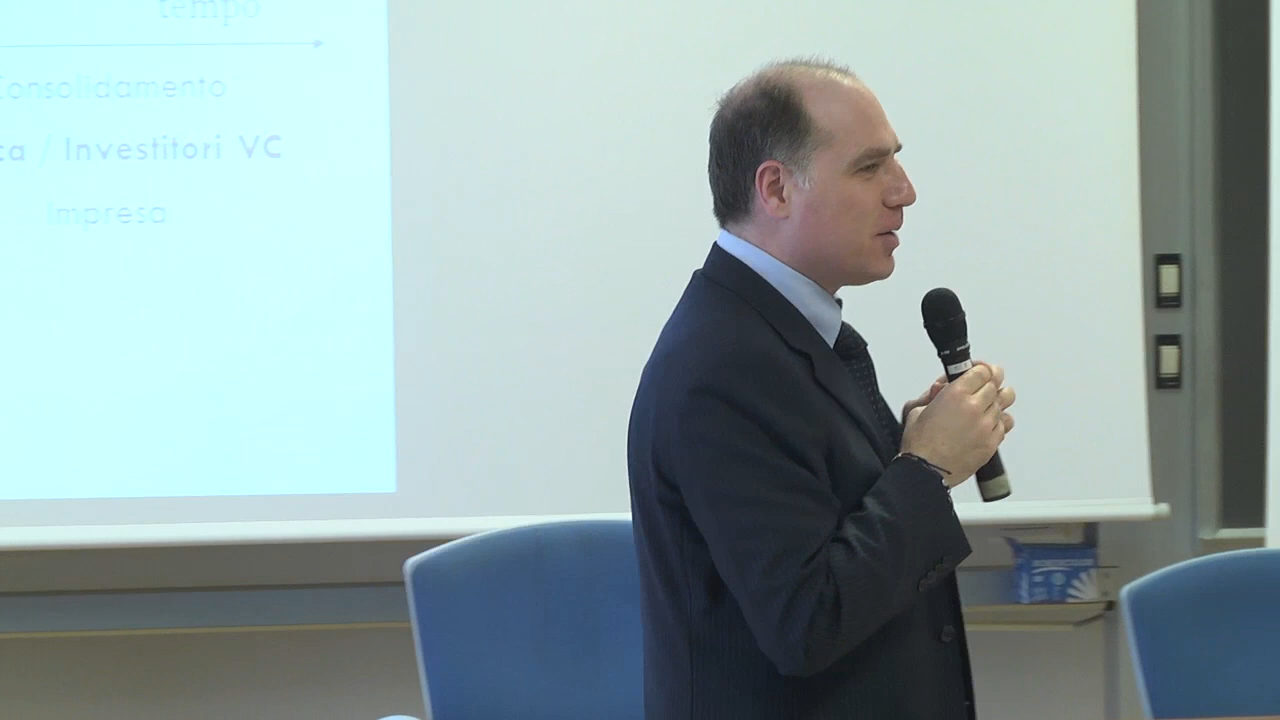 tempo
Consolidamento
ca / Investitori VC
Impresa